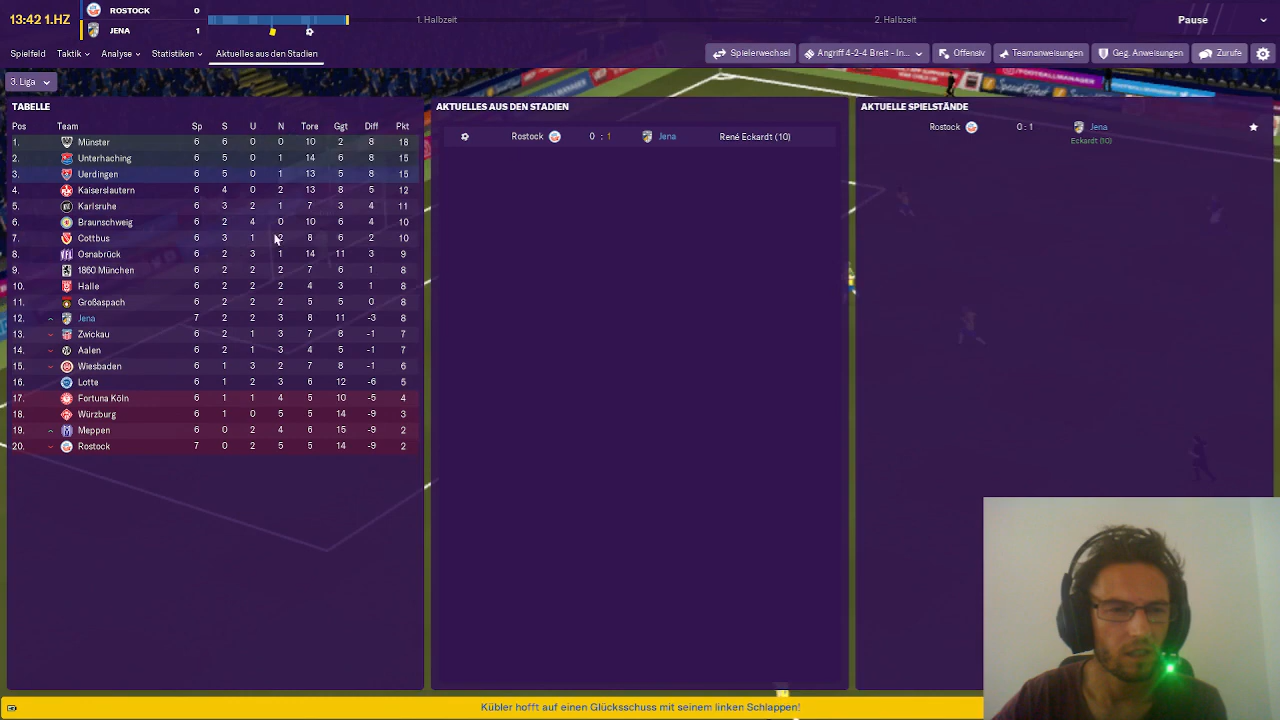 13:42 1.HZ
ROSTOCK 0
JENA 1
1. Halbzeit
2. Halbzeit
Pause
Spielfeld Taktik Analyse Statistiken Aktuelles aus den Stadien
Spielerwechsel Angriff 4-2-4 Breit - In... Offensiv Teamanweisungen Geg. Anweisungen Zurufe
3. Liga
TABELLE
Pos Team Sp S U N Tore Ggt Diff Pkt
1. Münster 6 6 0 0 10 2 8 18
2. Unterhaching 6 5 0 1 14 6 8 15
3. Uerdingen 6 5 0 1 13 5 8 15
4. Kaiserslautern 6 4 0 2 13 8 5 12
5. Karlsruhe 6 3 2 1 7 3 4 11
6. Braunschweig 6 2 4 0 10 6 4 10
7. Cottbus 6 3 1 2 8 6 2 10
8. Osnabrück 6 2 3 1 14 11 3 9
9. 1860 München 6 2 2 2 7 6 1 8
10. Halle 6 2 2 2 4 3 1 8
11. Großaspach 6 2 2 2 5 5 0 8
12. Jena 7 2 2 3 8 11 -3 8
13. Zwickau 6 2 1 3 7 8 -1 7
14. Aalen 6 2 1 3 4 5 -1 7
15. Wiesbaden 6 1 3 2 7 8 -1 6
16. Lotte 6 1 2 3 6 12 -6 5
17. Fortuna Köln 6 1 1 4 5 10 -5 4
18. Würzburg 6 1 0 5 5 14 -9 3
19. Meppen 6 0 2 4 6 15 -9 2
20. Rostock 7 0 2 5 5 14 -9 2
AKTUELLES AUS DEN STADIEN
Rostock 0 : 1 Jena René Eckardt (10)
AKTUELLE SPIELSTÄNDE
Rostock 0 : 1 Jena
Eckardt (10)
Kübler hofft auf einen Glücksschuss mit seinem linken Schlappen!